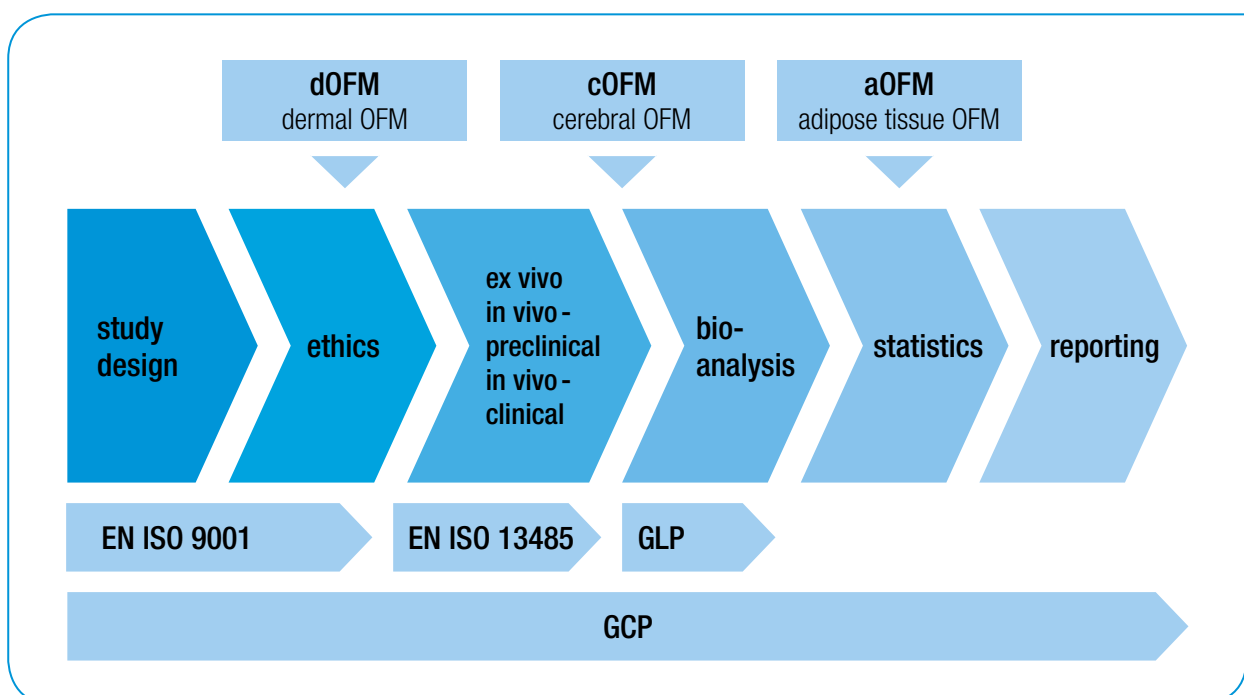 dOFM
dermal OFM
cOFM
cerebral OFM
aOFM
adipose tissue OFM
study
design
ethics
ex vivo
in vivo -
preclinical
in vivo -
clinical
bio-
analysis
statistics
reporting
EN ISO 9001
EN ISO 13485
GLP
GCP